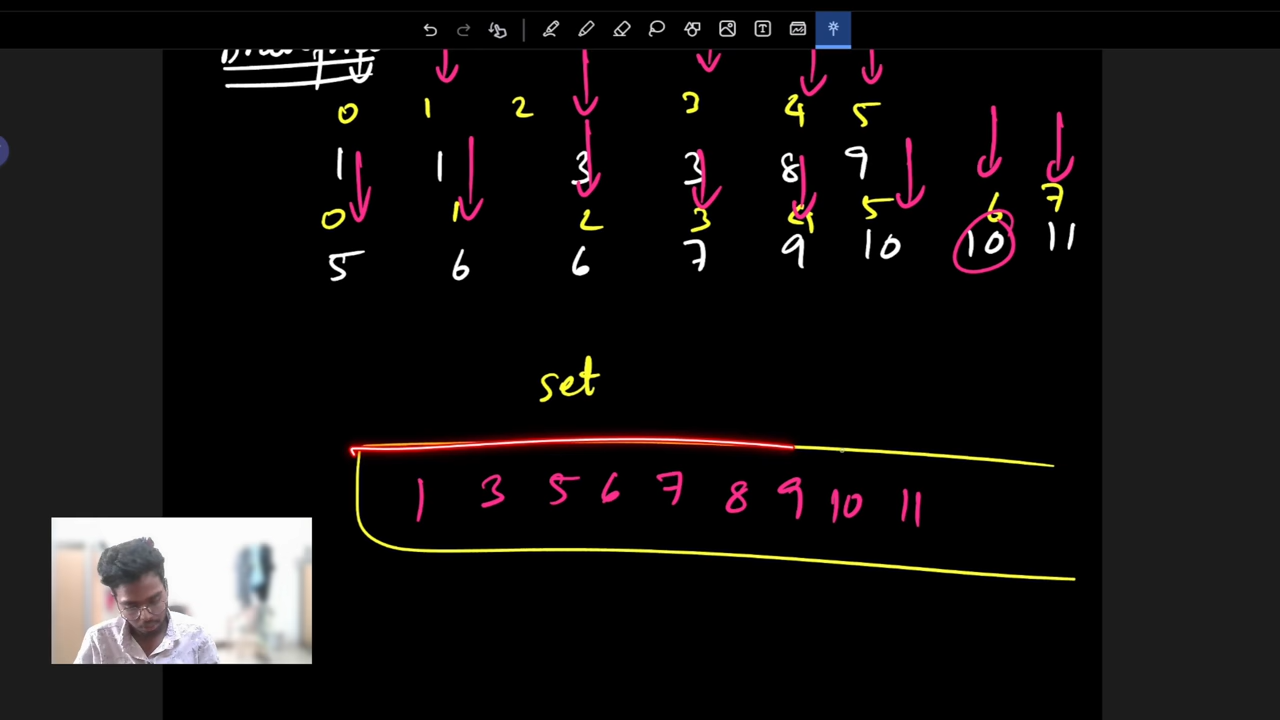 0 1 2 3 4 5
1 1 3 3 8 9
0 1 2 3 4 5 6 7
5 6 6 7 9 10 10 11
set
1 3 5 6 7 8 9 10 11